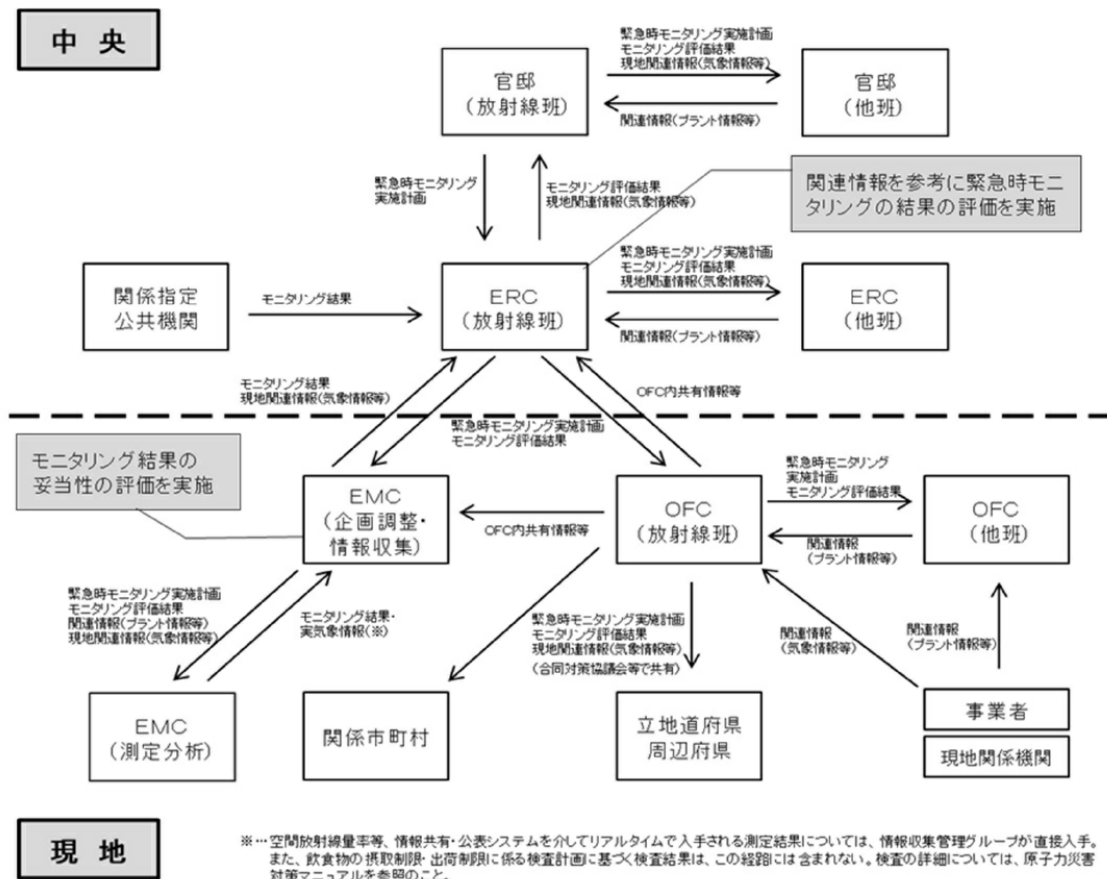 中 央
緊急時モニタリング実施計画
モニタリング評価結果
現地関連情報(気象情報等)
官邸
(放射線班)
官邸
(他班)
関連情報(プラント情報等)
緊急時モニタリング
実施計画
モニタリング評価結果
現地関連情報(気象情報等)
関連情報を参考に緊急時モニ
タリングの結果の評価を実施
緊急時モニタリング実施計画
モニタリング評価結果
現地関連情報(気象情報等)
関係指定
公共機関
モニタリング結果
ERC
(放射線班)
ERC
(他班)
関連情報(プラント情報等)
モニタリング結果
現地関連情報(気象情報等)
OFC内共有情報等
緊急時モニタリング実施計画
モニタリング評価結果
モニタリング結果の
妥当性の評価を実施
EMC
(企画調整・
情報収集)
OFC内共有情報等
OFC
(放射線班)
緊急時モニタリング
実施計画
モニタリング評価結果
OFC
(他班)
関連情報
(プラント情報等)
緊急時モニタリング実施計画
モニタリング評価結果
関連情報(プラント情報等)
現地関連情報(気象情報等)
モニタリング結果・
実気象情報(※)
緊急時モニタリング実施計画
モニタリング評価結果
現地関連情報(気象情報等)
(合同対策協議会等で共有)
関連情報
(気象情報等)
関連情報
(プラント情報等)
EMC
(測定分析)
関係市町村
立地道府県
周辺府県
事業者
現地関係機関
現 地
※…空間放射線量率等、情報共有・公表システムを介してリアルタイムで入手される測定結果については、情報収集管理グループが直接入手。
また、飲食物の摂取制限・出荷制限に係る検査計画に基づく検査結果は、この経路には含まれない。検査の詳細については、原子力災害
対策マニュアルを参照のこと。